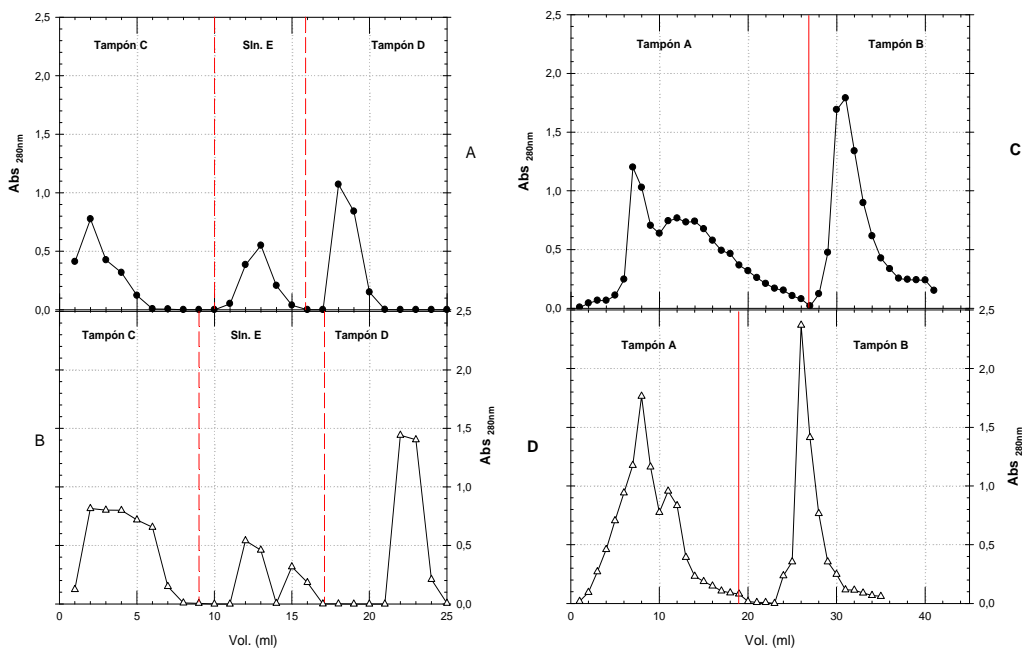 2,5
2,0
1,5
1,0
0,5
0,0
Abs 280nm
Tampón C
Sln. E
Tampón D
A
2,0
1,5
1,0
0,5
0,0
Abs 280nm
Tampón C
Sln. E
Tampón D
B
0 5 10 15 20 25
Vol. (ml)
2,5
2,0
1,5
1,0
0,5
0,0
Abs 280nm
Tampón A
Tampón B
C
2,5
2,0
1,5
1,0
0,5
0,0
Abs 280nm
Tampón A
Tampón B
D
0 10 20 30 40
Vol. (ml)